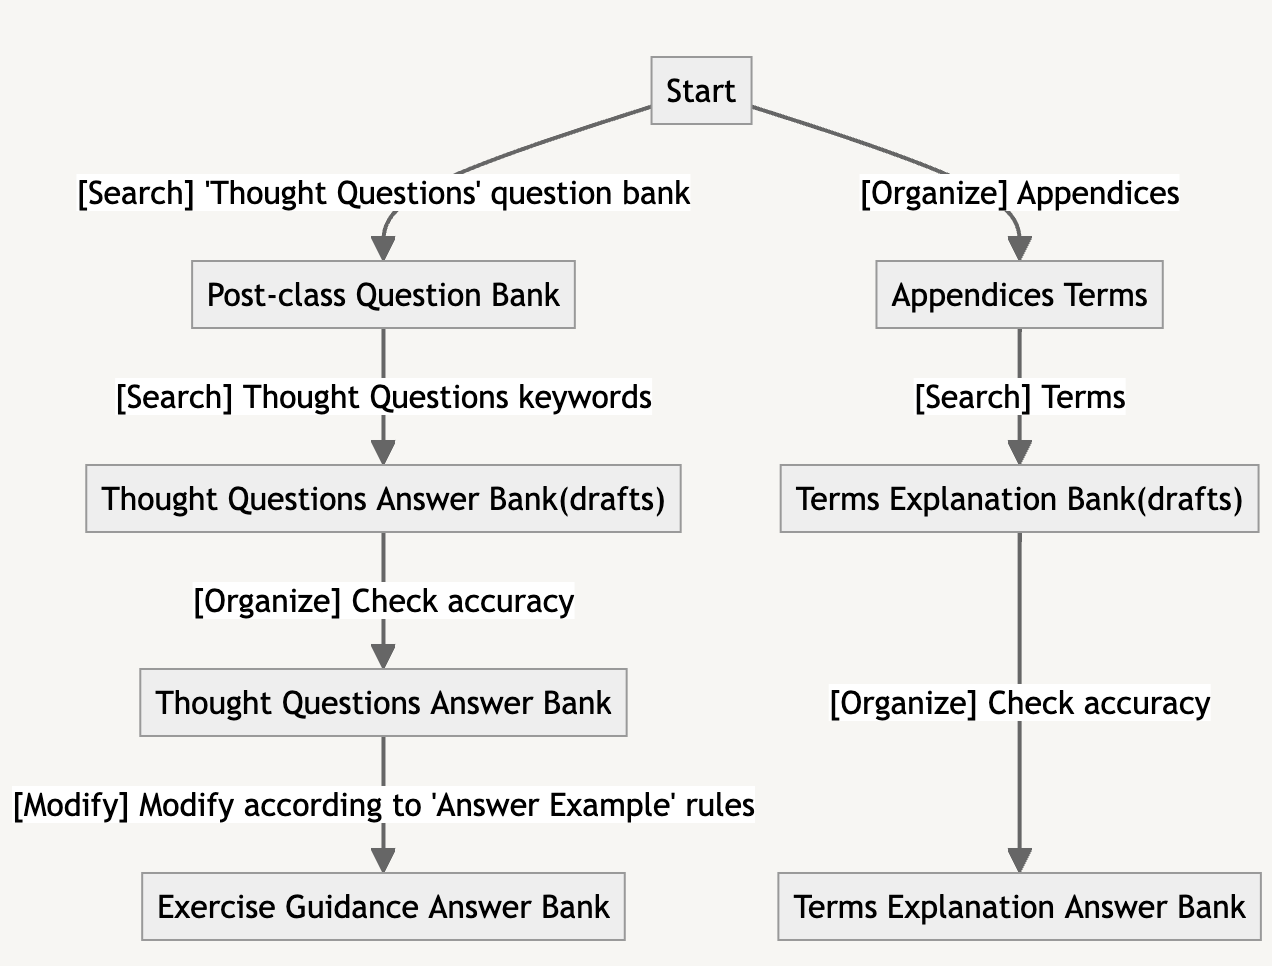 Start
[Search] 'Thought Questions' question bank
[Organize] Appendices
Post-class Question Bank
Appendices Terms
[Search] Thought Questions keywords
[Search] Terms
Thought Questions Answer Bank(drafts)
Terms Explanation Bank(drafts)
[Organize] Check accuracy
Thought Questions Answer Bank
[Organize] Check accuracy
[Modify] Modify according to 'Answer Example' rules
Exercise Guidance Answer Bank
Terms Explanation Answer Bank